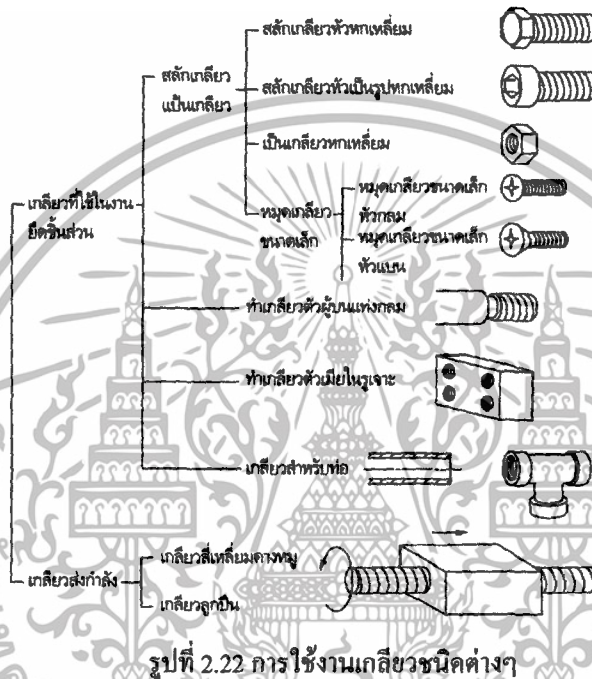 สลักเกลียวหัวหกเหลี่ยม
สลักเกลียว
แป้นเกลียว
สลักเกลียวหัวเป็นรูปหกเหลี่ยม
เป็นเกลียวหกเหลี่ยม
เกลียวที่ใช้ในงาน
ยึดชิ้นส่วน
หมุดเกลียว
ขนาดเล็ก
หมุดเกลียวขนาดเล็ก
หัวกลม
หมุดเกลียวขนาดเล็ก
หัวแบน
ทำเกลียวตัวผู้บนแท่งกลม
ทำเกลียวตัวเมียในรูเจาะ
เกลียวสำหรับท่อ
เกลียวส่งกำลัง
เกลียวสี่เหลี่ยมคางหมู
เกลียวลูกปืน
รูปที่ 2.22 การใช้งานเกลียวชนิดต่างๆ